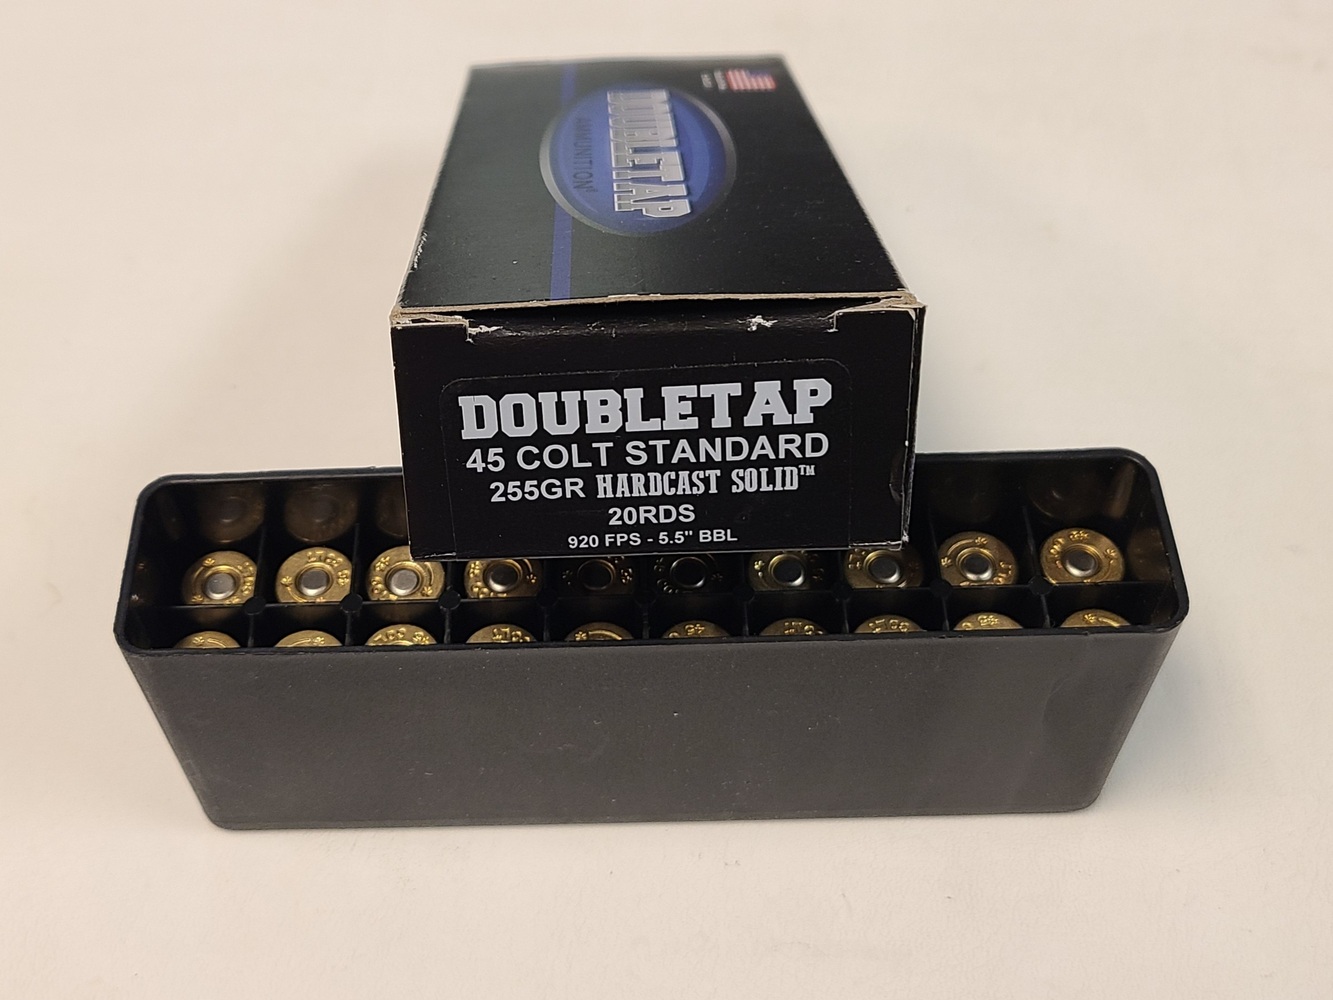 DOUBLETAP
AMMUNITION
DOUBLETAP
45 COLT STANDARD
255GR HARDCAST SOLID™
20RDS
920 FPS - 5.5" BBL